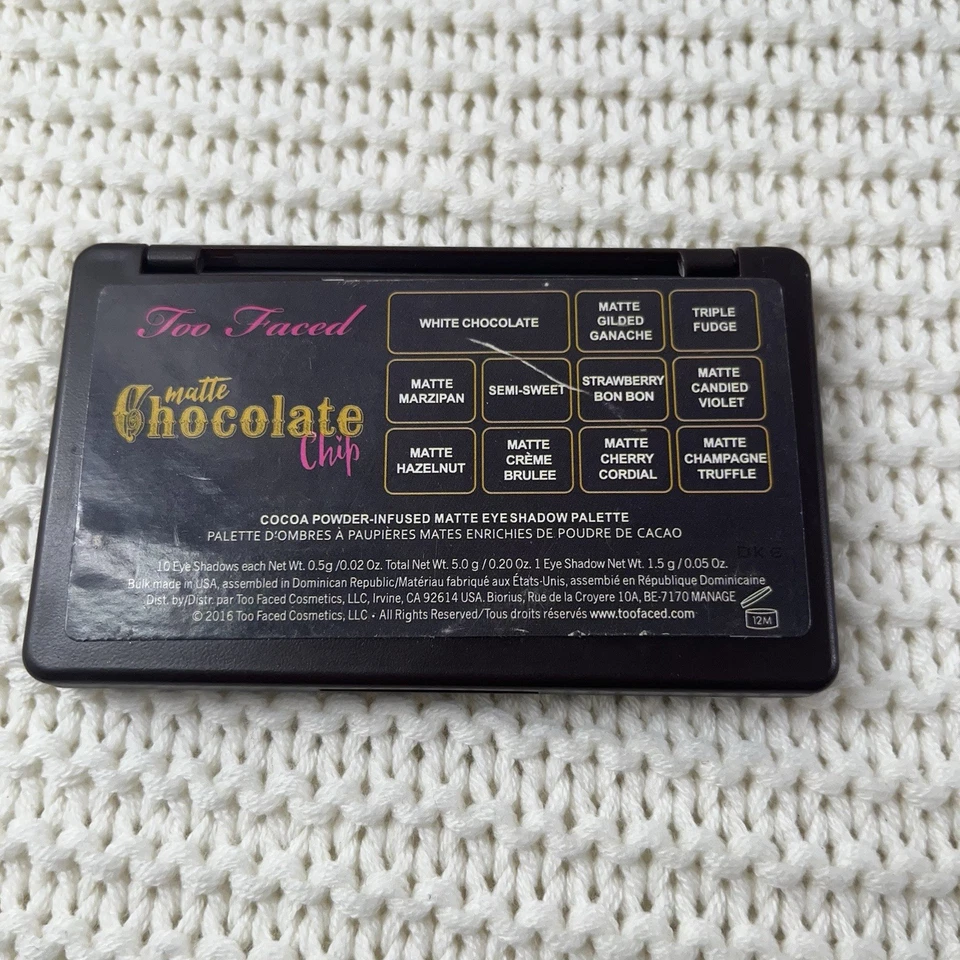 Too Faced
matte
Chocolate
Chip
WHITE CHOCOLATE
MATTE
GILDED
GANACHE
TRIPLE
FUDGE
MATTE
MARZIPAN
SEMI-SWEET
STRAWBERRY
BON BON
MATTE
CANDIED
VIOLET
MATTE
HAZELNUT
MATTE
CRÈME
BRULEE
MATTE
CHERRY
CORDIAL
MATTE
CHAMPAGNE
TRUFFLE
COCOA POWDER-INFUSED MATTE EYE SHADOW PALETTE
PALETTE D'OMBRES À PAUPIÈRES MATES ENRICHIES DE POUDRE DE CACAO
10 Eye Shadows each Net Wt. 0.5g /0.02 Oz. Total Net Wt. 5.0 g / 0.20 Oz. 1 Eye Shadow Net Wt. 1.5 g / 0.05 Oz.
Bulk made in USA, assembled in Dominican Republic/Matériau fabriqué aux États-Unis, assemblé en République Dominicaine
Dist. by/Distr. par Too Faced Cosmetics, LLC, Irvine, CA 92614 USA. Biorius, Rue de la Croyere 10A, BE-7170 MANAGE
© 2016 Too Faced Cosmetics, LLC • All Rights Reserved/Tous droits réservés www.toofaced.com
12M